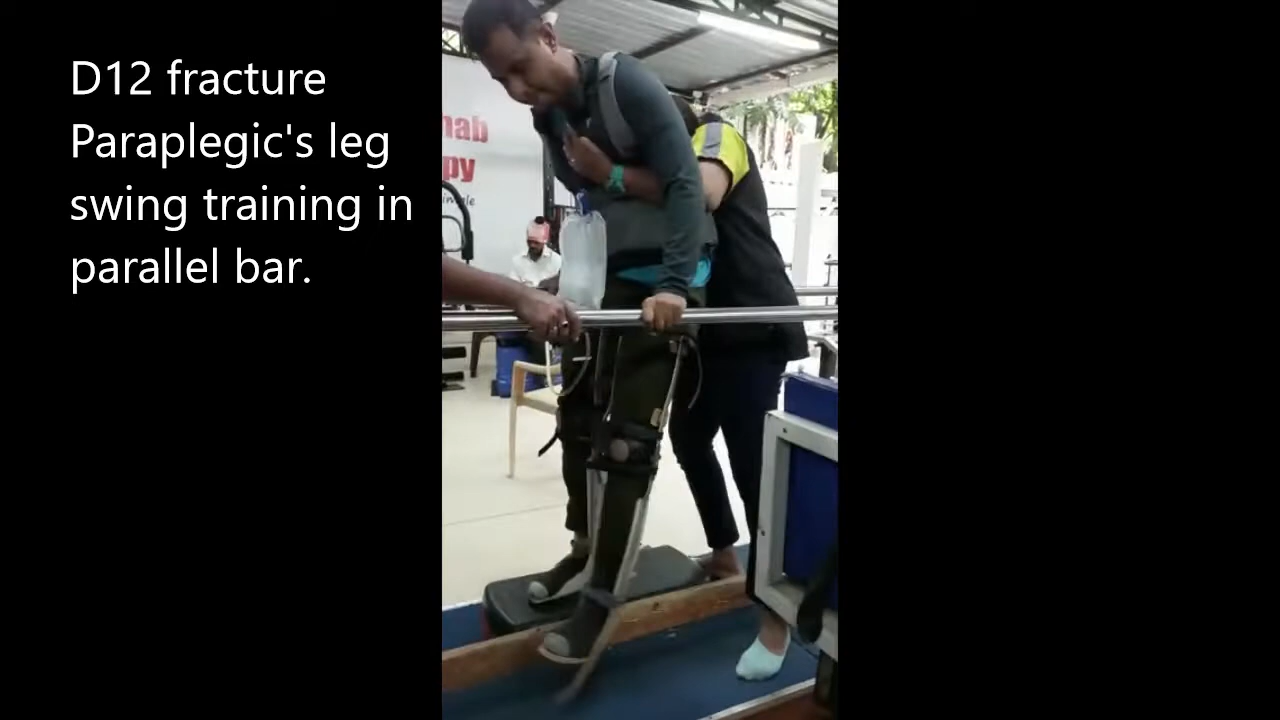 D12 fracture
Paraplegic's leg
swing training in
parallel bar.